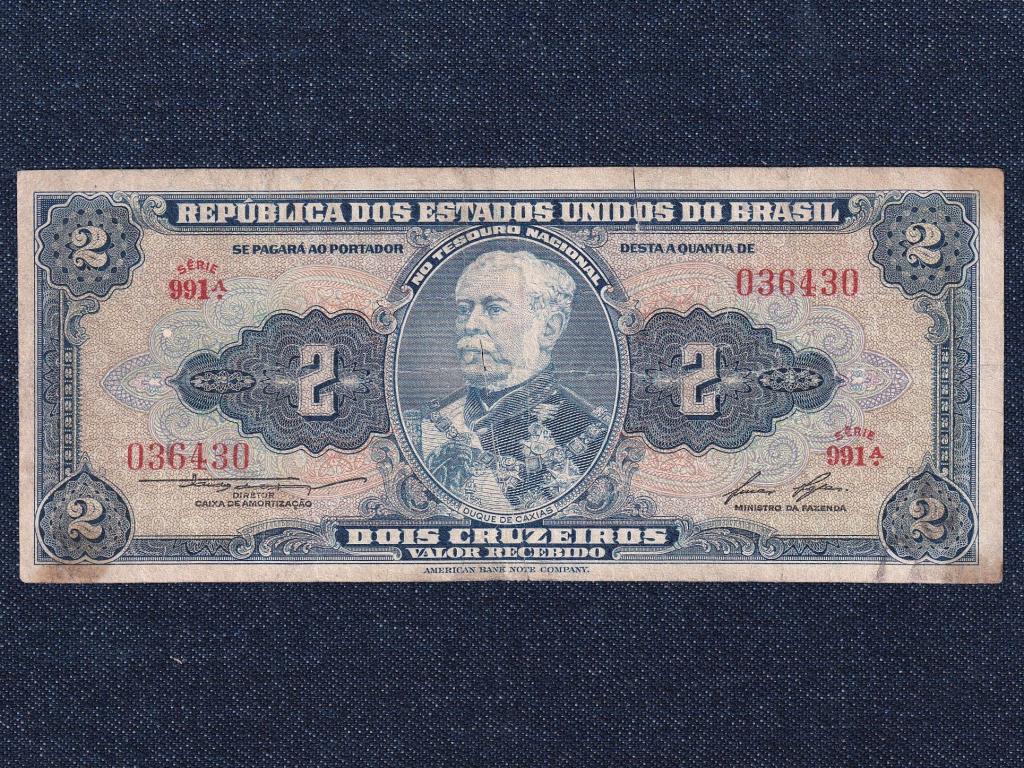 REPÚBLICA DOS ESTADOS UNIDOS DO BRASIL
2 2
SE PAGARÁ AO PORTADOR NO TESOURO NACIONAL DESTA A QUANTIA DE
SÉRIE
991ª. 036430
2 2
036430 SÉRIE
991ª.
DIRETOR
CAIXA DE AMORTIZAÇÃO
MINISTRO DA FAZENDA
DUQUE DE CAXIAS
2 2
DOIS CRUZEIROS
VALOR RECEBIDO
AMERICAN BANK NOTE COMPANY.